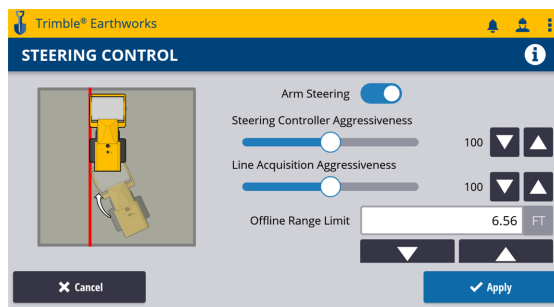 Trimble® Earthworks
STEERING CONTROL
Arm Steering
Steering Controller Aggressiveness
100
Line Acquisition Aggressiveness
100
Offline Range Limit 6.56 FT
Cancel Apply